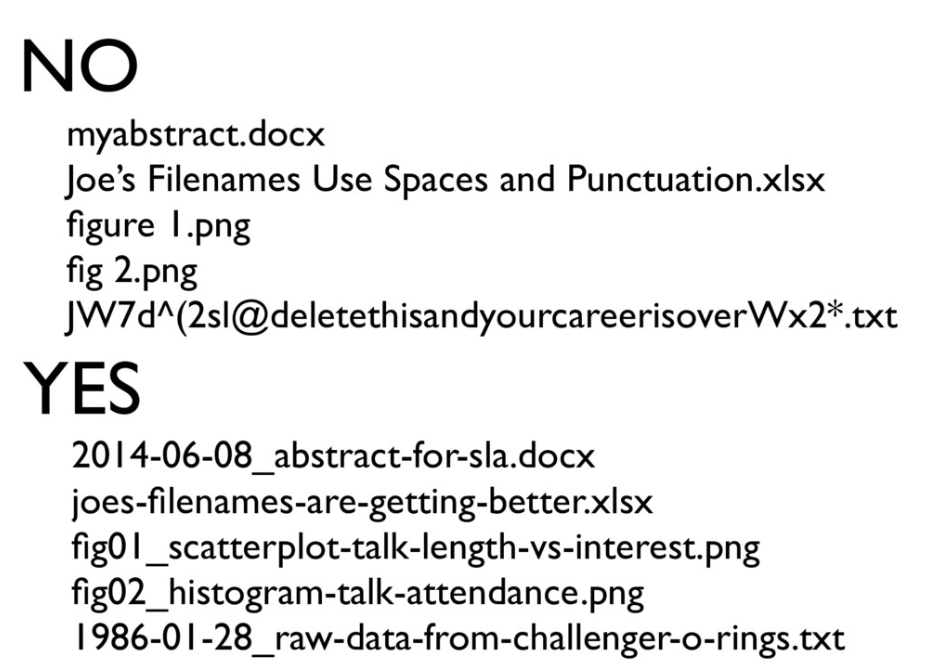 NO
myabstract.docx
Joe’s Filenames Use Spaces and Punctuation.xlsx
figure 1.png
fig 2.png
JW7d^(2sl@deletethisandyourcareerisoverWx2*.txt
YES
2014-06-08_abstract-for-sla.docx
joes-filenames-are-getting-better.xlsx
fig01_scatterplot-talk-length-vs-interest.png
fig02_histogram-talk-attendance.png
1986-01-28_raw-data-from-challenger-o-rings.txt